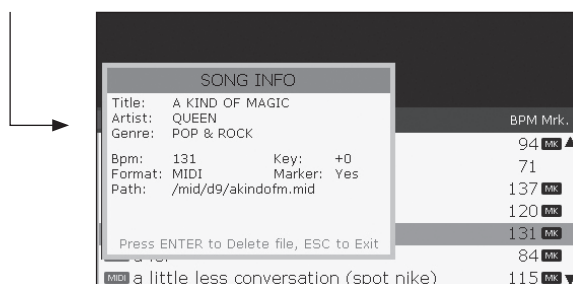 SONG INFO
Title: A KIND OF MAGIC
Artist: QUEEN
Genre: POP & ROCK
Bpm: 131 Key: +0
Format: MIDI Marker: Yes
Path: /mid/d9/akindofm.mid
Press ENTER to Delete file, ESC to Exit
BPM Mrk.
94 MK
71
137 MK
120 MK
131 MK
84 MK
MIDI a little less conversation (spot nike) 115 MK